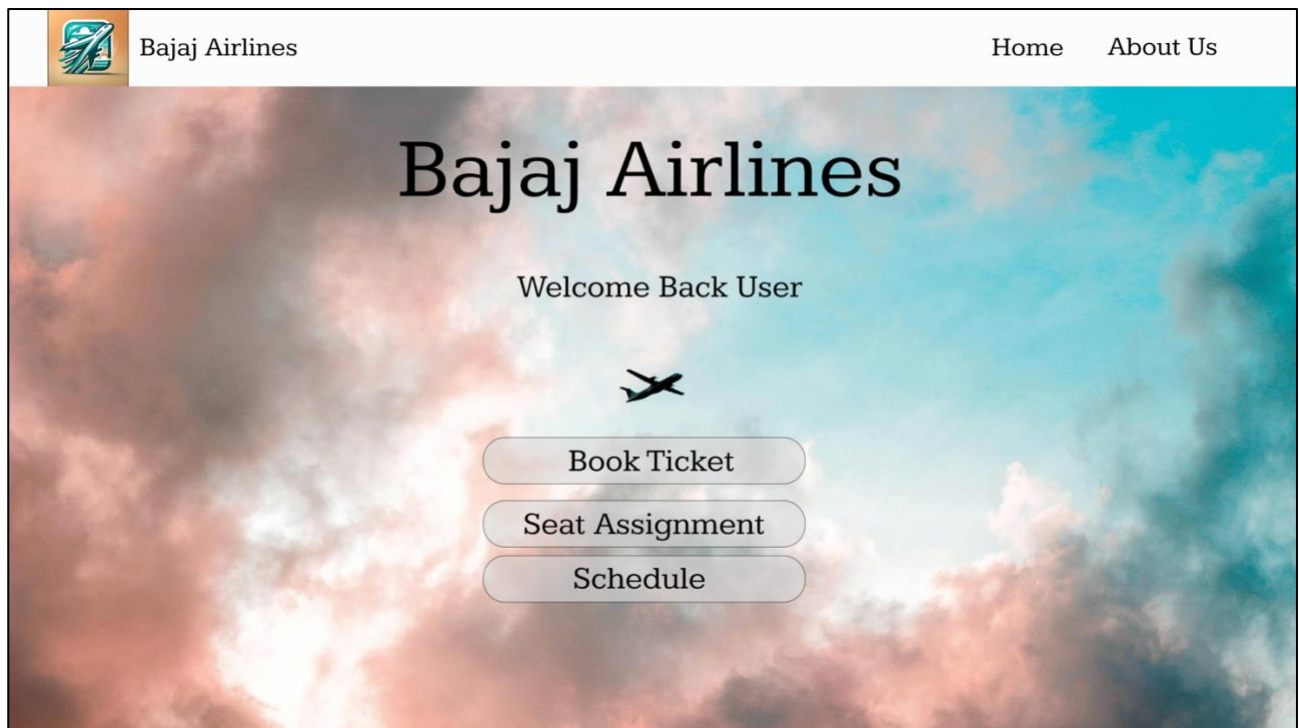 Bajaj Airlines
Home
About Us
Bajaj Airlines
Welcome Back User
Book Ticket
Seat Assignment
Schedule